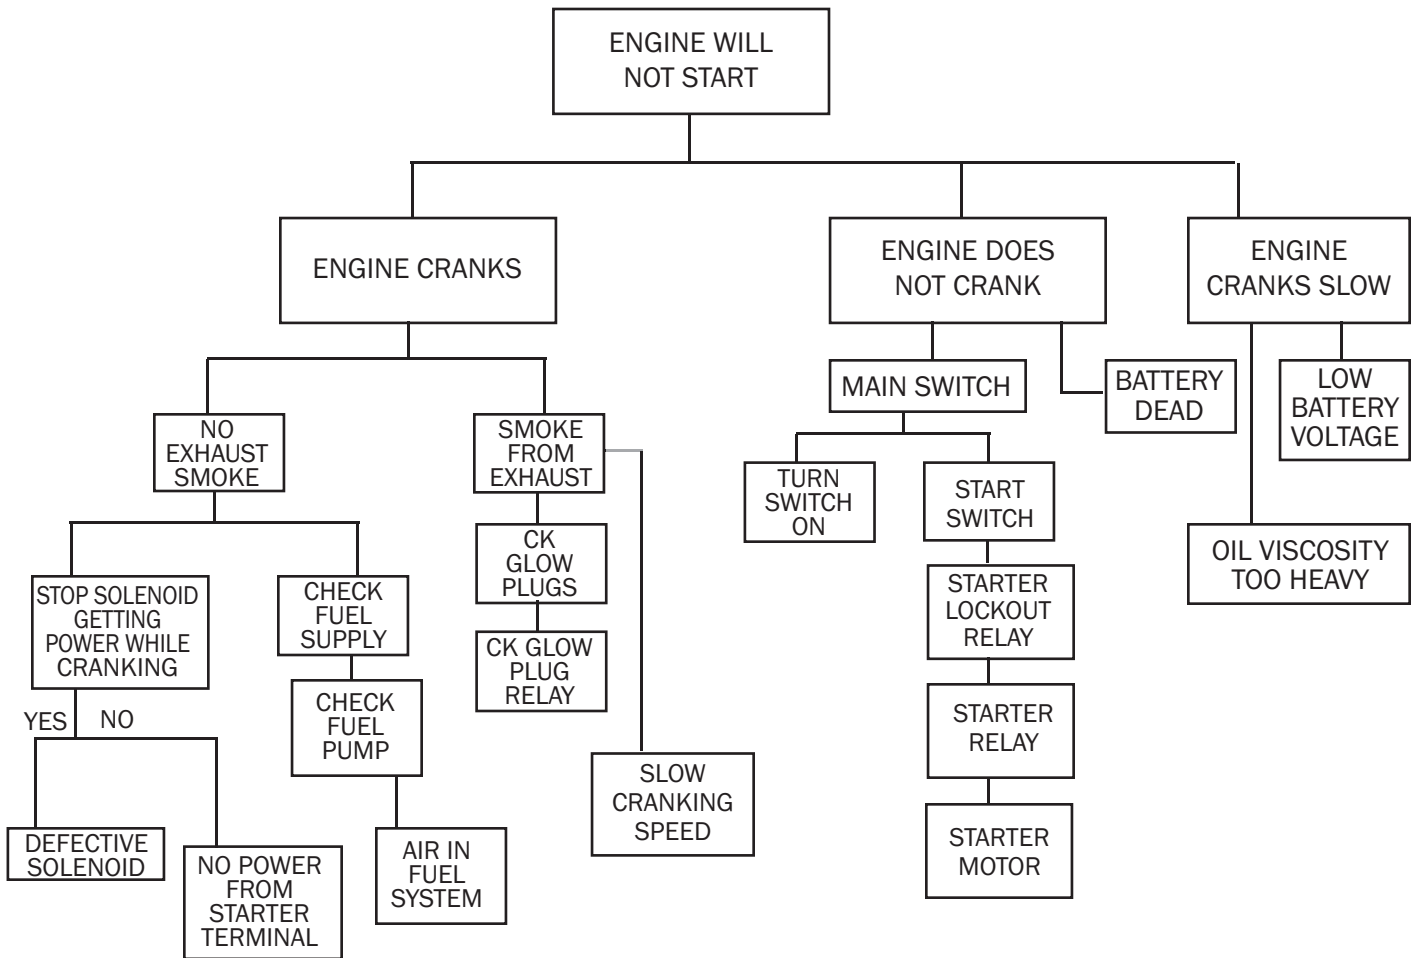 ENGINE WILL
NOT START
ENGINE CRANKS
ENGINE DOES
NOT CRANK
ENGINE
CRANKS SLOW
MAIN SWITCH
BATTERY
DEAD
LOW
BATTERY
VOLTAGE
NO
EXHAUST
SMOKE
SMOKE
FROM
EXHAUST
TURN
SWITCH
ON
START
SWITCH
CK
GLOW
PLUGS
OIL VISCOSITY
TOO HEAVY
STOP SOLENOID
GETTING
POWER WHILE
CRANKING
CHECK
FUEL
SUPPLY
STARTER
LOCKOUT
RELAY
CK GLOW
PLUG
RELAY
YES
NO
CHECK
FUEL
PUMP
STARTER
RELAY
SLOW
CRANKING
SPEED
DEFECTIVE
SOLENOID
NO POWER
FROM
STARTER
TERMINAL
AIR IN
FUEL
SYSTEM
STARTER
MOTOR